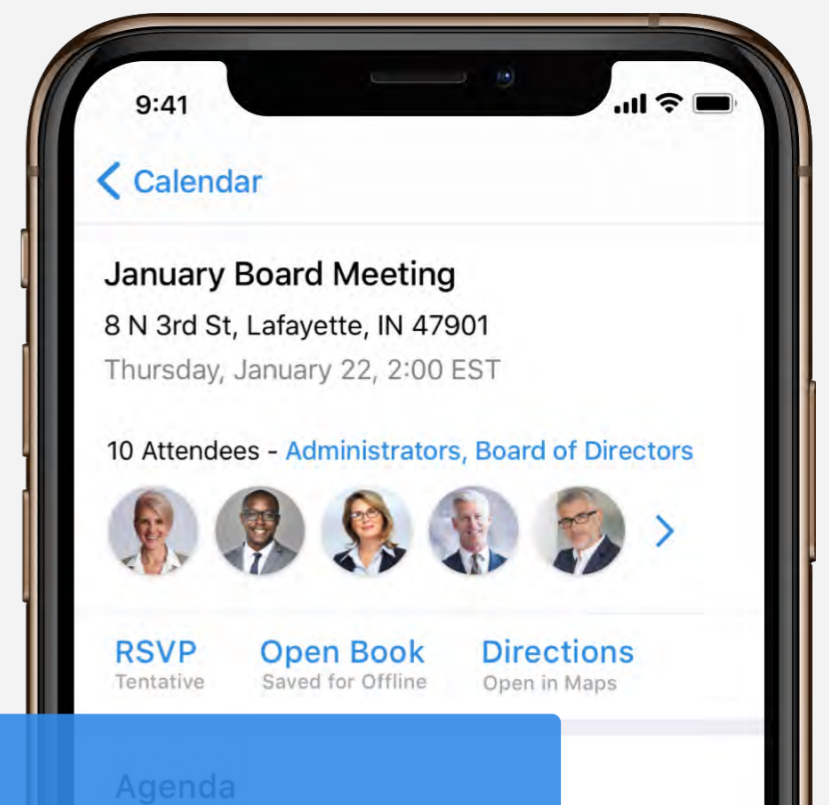 9:41
Calendar
January Board Meeting
8 N 3rd St, Lafayette, IN 47901
Thursday, January 22, 2:00 EST
10 Attendees - Administrators, Board of Directors
RSVP Open Book Directions
Tentative Saved for Offline Open in Maps
Agenda